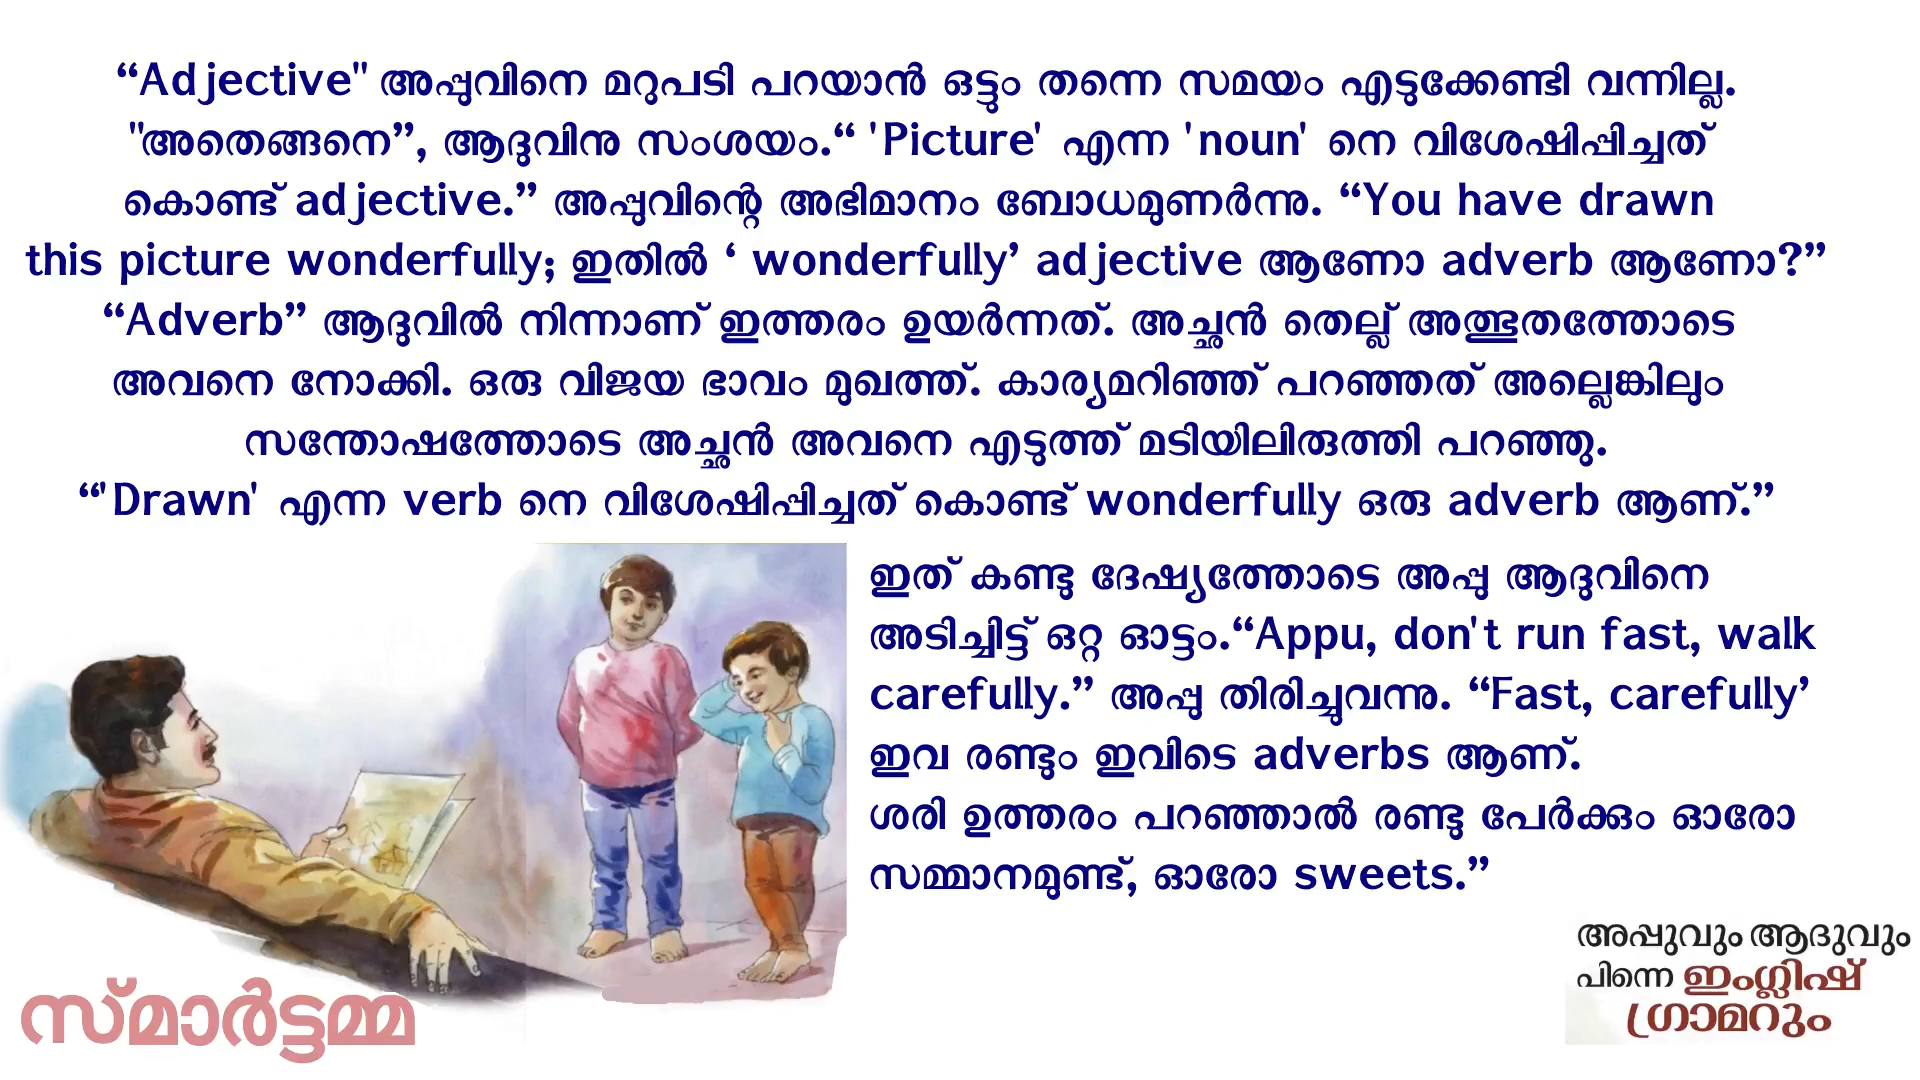 “Adjective" അപ്പുവിനെ മറുപടി പറയാൻ ഒട്ടും തന്നെ സമയം എടുക്കേണ്ടി വന്നില്ല.
"അതെങ്ങനെ”, ആദുവിനു സംശയം.“ 'Picture' എന്ന 'noun' നെ വിശേഷിപ്പിച്ചത്
കൊണ്ട് adjective.” അപ്പുവിന്റെ അഭിമാനം ബോധമുണർന്നു. “You have drawn
this picture wonderfully; ഇതിൽ ‘ wonderfully’ adjective ആണോ adverb ആണോ?”
“Adverb” ആദുവിൽ നിന്നാണ് ഇത്തരം ഉയർന്നത്. അച്ഛൻ തെല്ല് അത്ഭുതത്തോടെ
അവനെ നോക്കി. ഒരു വിജയ ഭാവം മുഖത്ത്. കാര്യമറിഞ്ഞ് പറഞ്ഞത് അല്ലെങ്കിലും
സന്തോഷത്തോടെ അച്ഛൻ അവനെ എടുത്ത് മടിയിലിരുത്തി പറഞ്ഞു.
“'Drawn' എന്ന verb നെ വിശേഷിപ്പിച്ചത് കൊണ്ട് wonderfully ഒരു adverb ആണ്.”
ഇത് കണ്ടു ദേഷ്യത്തോടെ അപ്പു ആദുവിനെ
അടിച്ചിട്ട് ഒറ്റ ഓട്ടം.“Appu, don't run fast, walk
carefully.” അപ്പു തിരിച്ചുവന്നു. “Fast, carefully’
ഇവ രണ്ടും ഇവിടെ adverbs ആണ്.
ശരി ഉത്തരം പറഞ്ഞാൽ രണ്ടു പേർക്കും ഓരോ
സമ്മാനമുണ്ട്, ഓരോ sweets.”
അപ്പുവും ആദുവും
പിന്നെ ഇംഗ്ലിഷ്
ഗ്രാമറും
സ്മാർട്ടമ്മ